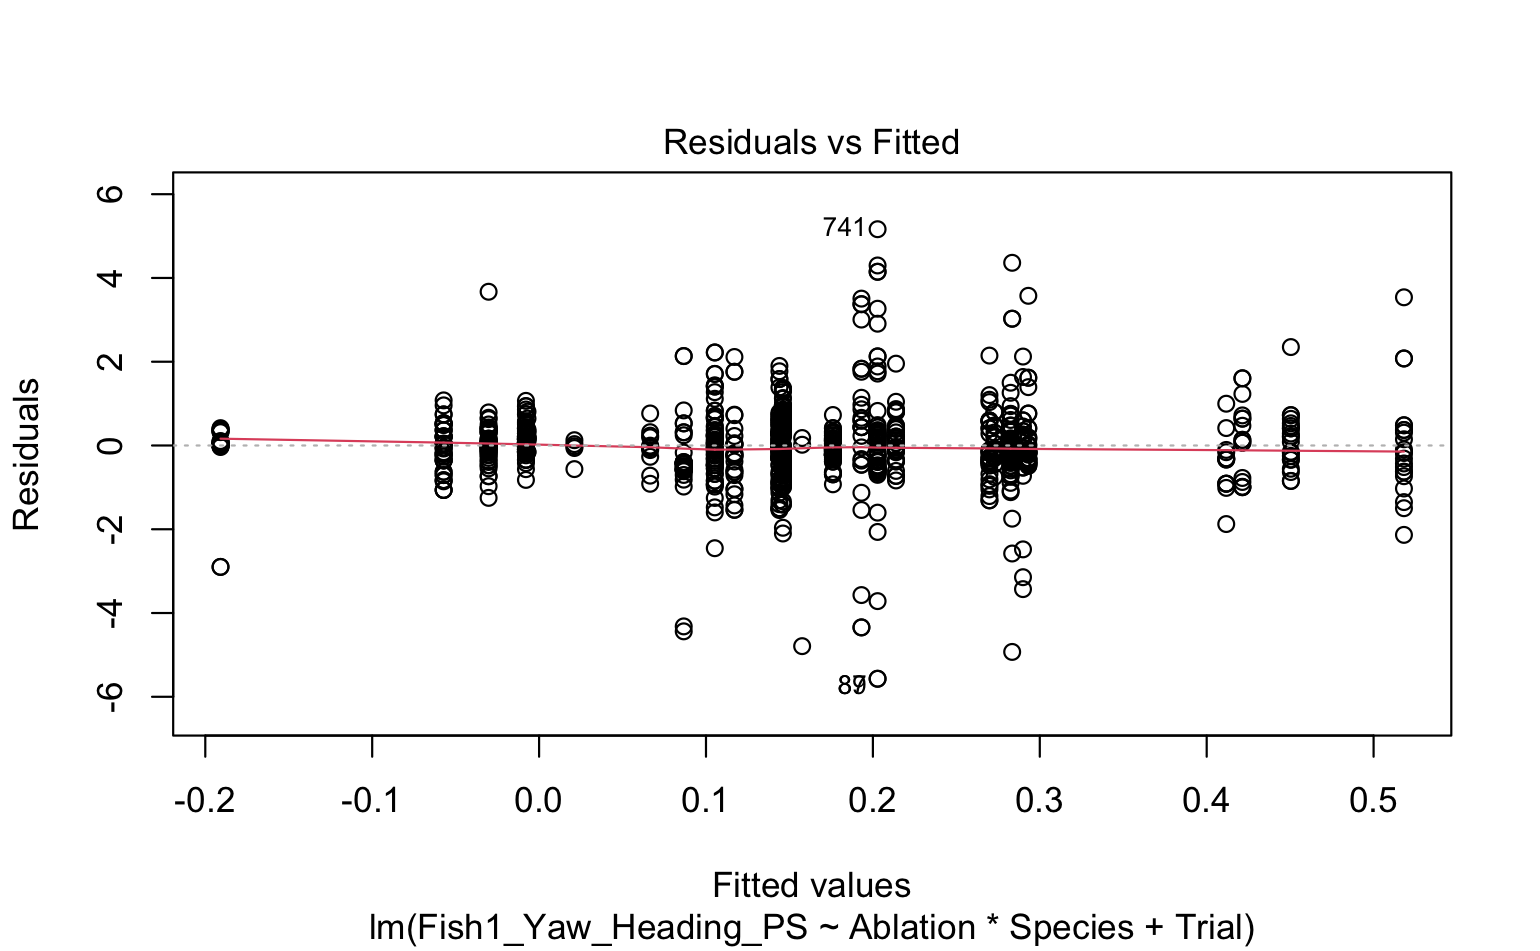 Residuals vs Fitted
Residuals
6
4
2
0
-2
-4
-6
741
-0.2 -0.1 0.0 0.1 0.2 0.3 0.4 0.5
Fitted values
lm(Fish1_Yaw_Heading_PS ~ Ablation * Species + Trial)